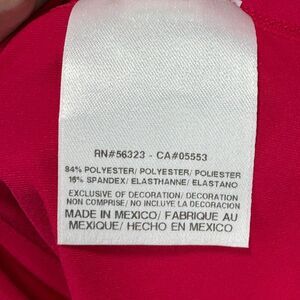 RN#56323 - CA#05553
84% POLYESTER/ POLYESTER/ POLIESTER
16% SPANDEX/ ELASTHANNE/ ELASTANO
EXCLUSIVE OF DECORATION/ DECORATION
NON COMPRISE/ NO INCLUYE LA DECORACION
MADE IN MEXICO/ FABRIQUE AU
MEXIQUE/ HECHO EN MEXICO